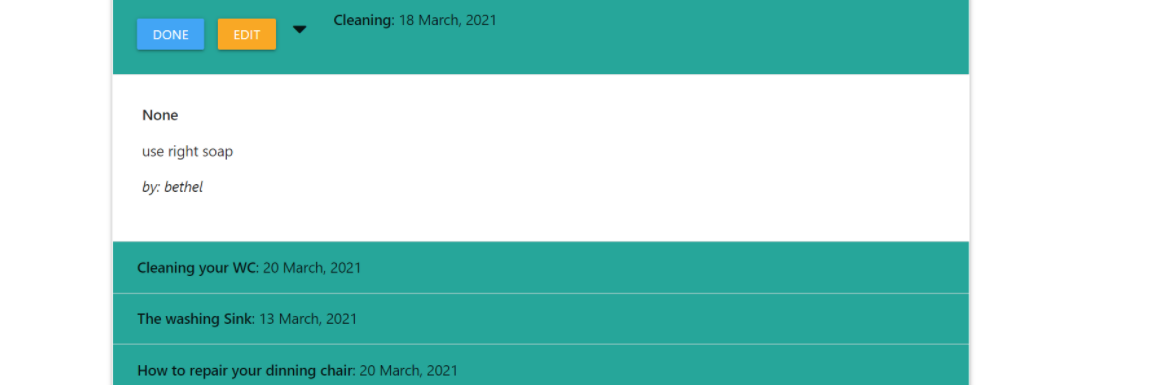 DONE EDIT Cleaning: 18 March, 2021
None
use right soap
by: bethel
Cleaning your WC: 20 March, 2021
The washing Sink: 13 March, 2021
How to repair your dinning chair: 20 March, 2021